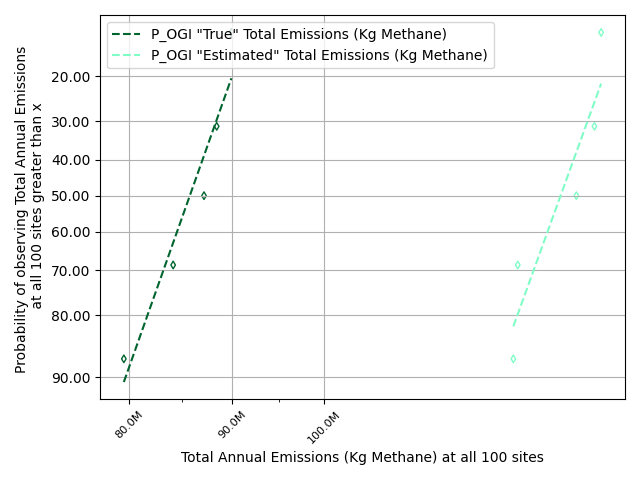 P_OGI "True" Total Emissions (Kg Methane)
P_OGI "Estimated" Total Emissions (Kg Methane)
Probability of observing Total Annual Emissions
at all 100 sites greater than x
20.00
30.00
40.00
50.00
60.00
70.00
80.00
90.00
80.0M
90.0M
100.0M
Total Annual Emissions (Kg Methane) at all 100 sites